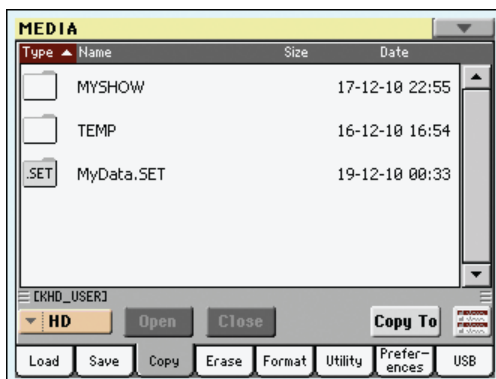 MEDIA
Type Name Size Date
MYSHOW 17-12-10 22:55
TEMP 16-12-10 16:54
.SET MyData.SET 19-12-10 00:33
[KHD_USER]
HD Open Close Copy To
Load Save Copy Erase Format Utility Prefer-ences USB